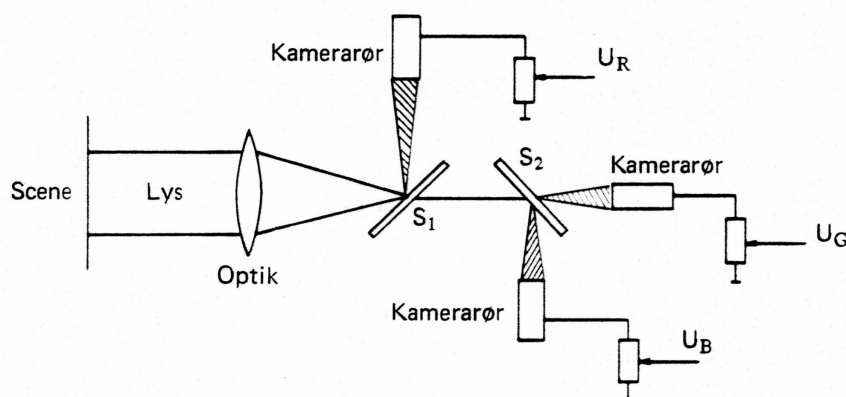 Kamerarør
U_R
S_2
Kamerarør
Scene
Lys
S_1
U_G
Optik
Kamerarør
U_B